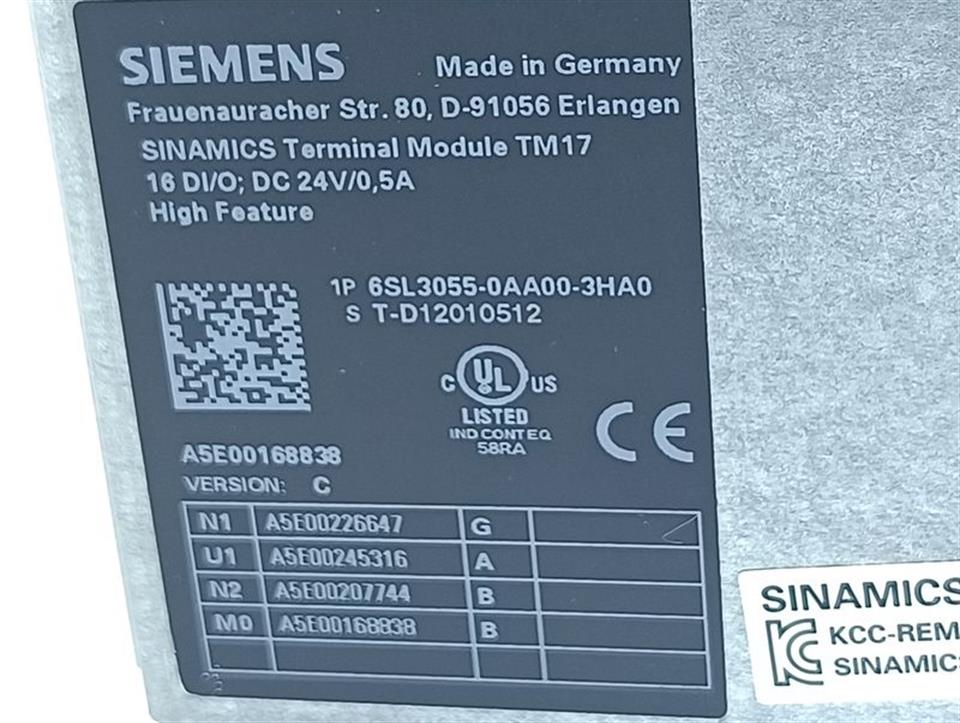 SIEMENS
Made in Germany
Frauenauracher Str. 80, D-91056 Erlangen
SINAMICS Terminal Module TM17
16 DI/O; DC 24V/0,5A
High Feature
1P 6SL3055-0AA00-3HA0
S T-D12010512
C UL US
LISTED
IND CONT EQ
58RA
CE
A5E00168838
VERSION: C
N1 A5E00226647 G
U1 A5E00245316 A
N2 A5E00207744 B
M0 A5E00168838 B
SINAMICS
KCC-REM
SINAMICS